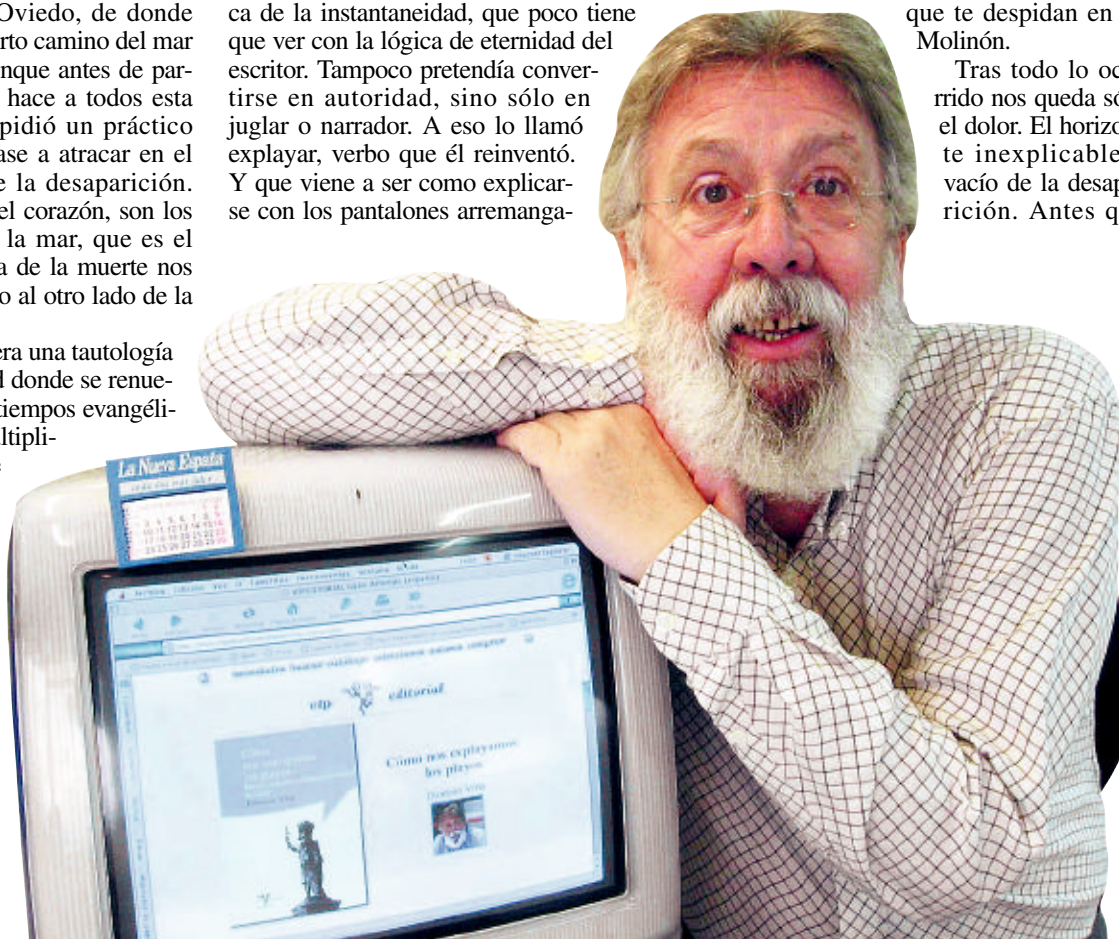 Oviedo, de donde
rto camino del mar
nque antes de par-
hace a todos esta
pidió un práctico
ase a atracar en el
e la desaparición.
el corazón, son los
la mar, que es el
a de la muerte nos
o al otro lado de la
era una tautología
d donde se renue-
tiempos evangéli-
ltipli-
ca de la instantaneidad, que poco tiene
que ver con la lógica de eternidad del
escritor. Tampoco pretendía conver-
tirse en autoridad, sino sólo en
juglar o narrador. A eso lo llamó
explayar, verbo que él reinventó.
Y que viene a ser como explicar-
se con los pantalones arremanga-
que te despidan en
Molinón.
Tras todo lo oc
rrido nos queda só
el dolor. El horizo
te inexplicable
vacío de la desap
rición. Antes q
La Nueva España
editorial
Cómo nos explayamos
los playos